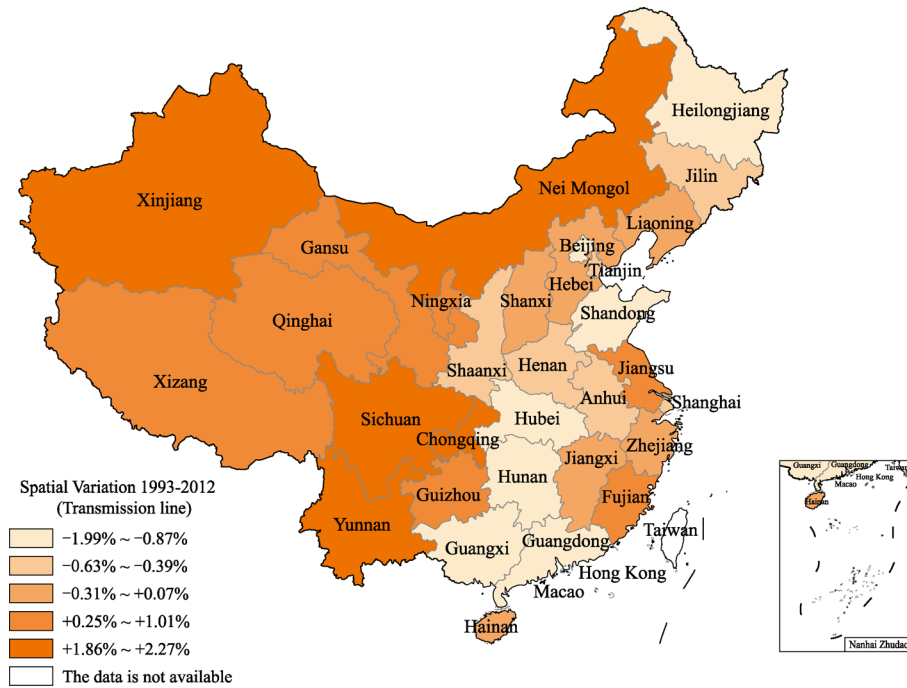 Heilongjiang
Jilin
Nei Mongol
Xinjiang
Liaoning
Gansu
Beijing
Tianjin
Hebei
Ningxia
Shanxi
Shandong
Qinghai
Shaanxi
Henan
Jiangsu
Xizang
Anhui
Shanghai
Sichuan
Hubei
Chongqing
Zhejiang
Jiangxi
Hunan
Guizhou
Fujian
Yunnan
Taiwan
Guangxi
Guangdong
Hong Kong
Macao
Hainan
Spatial Variation 1993-2012
(Transmission line)
−1.99% ~ −0.87%
−0.63% ~ −0.39%
−0.31% ~ +0.07%
+0.25% ~ +1.01%
+1.86% ~ +2.27%
The data is not available
Guangxi
Guangdong
Taiwan
Hong Kong
Macao
Hainan
Nanhai Zhudao